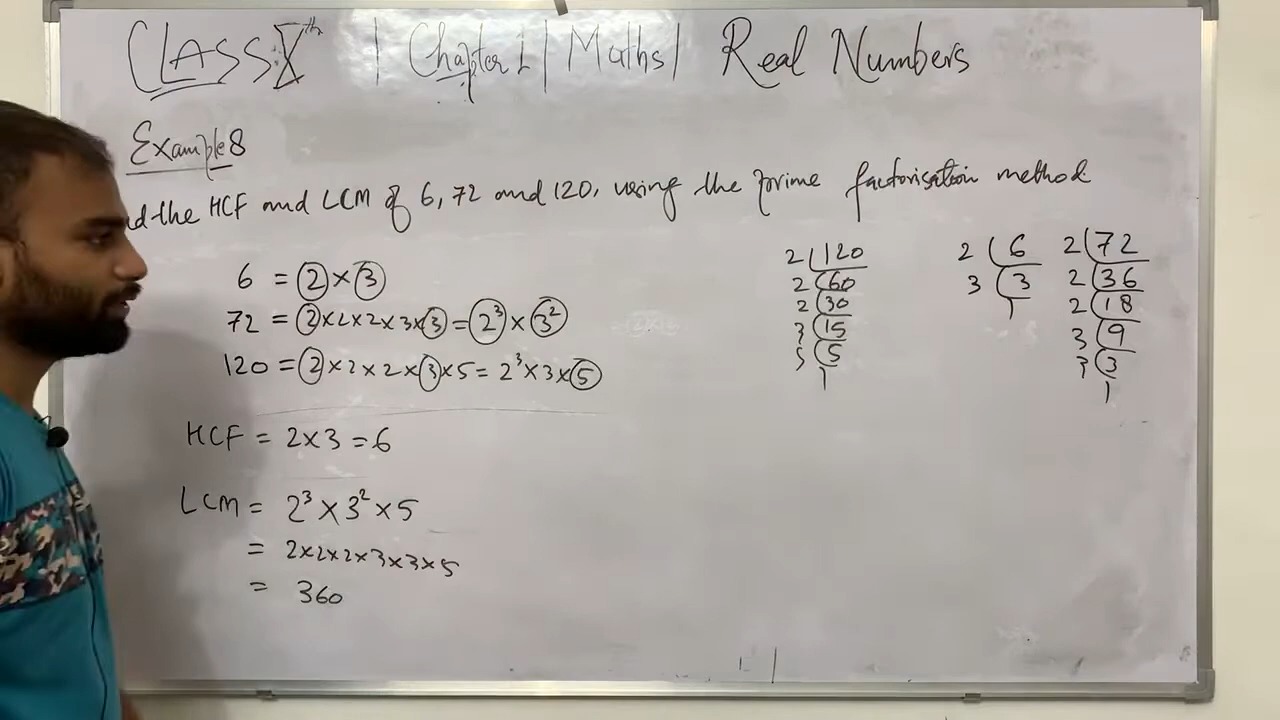 CLASS Xth | Chapter 1 | Maths | Real Numbers
Example 8
nd the HCF and LCM of 6, 72 and 120, using the prime factorisation method
6 = 2 × 3
72 = 2×2×2×3×3 = 2³ × 3²
120 = 2×2×2×3×5 = 2³×3×5
HCF = 2×3 = 6
LCM = 2³ × 3² × 5
= 2×2×2×3×3×5
= 360
2 120
2 60
2 30
3 15
5 5
1
2 6
3 3
1
2 72
2 36
2 18
3 9
3 3
1